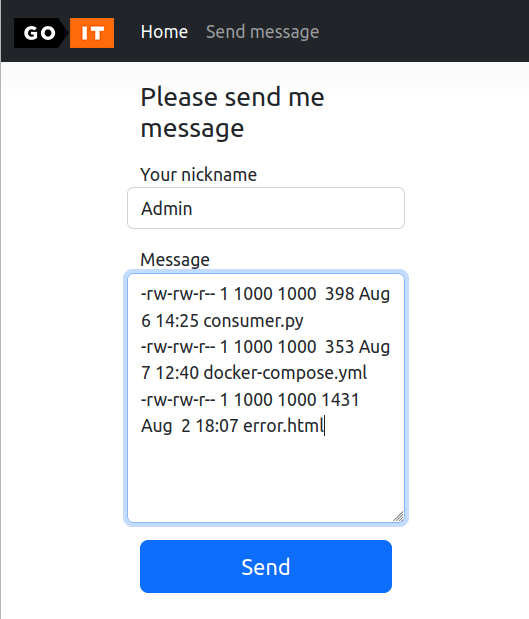 GO IT Home Send message
Please send me
message
Your nickname
Admin
Message
-rw-rw-r-- 1 1000 1000  398 Aug
6 14:25 consumer.py
-rw-rw-r-- 1 1000 1000  353 Aug
7 12:40 docker-compose.yml
-rw-rw-r-- 1 1000 1000 1431
Aug  2 18:07 error.html
Send